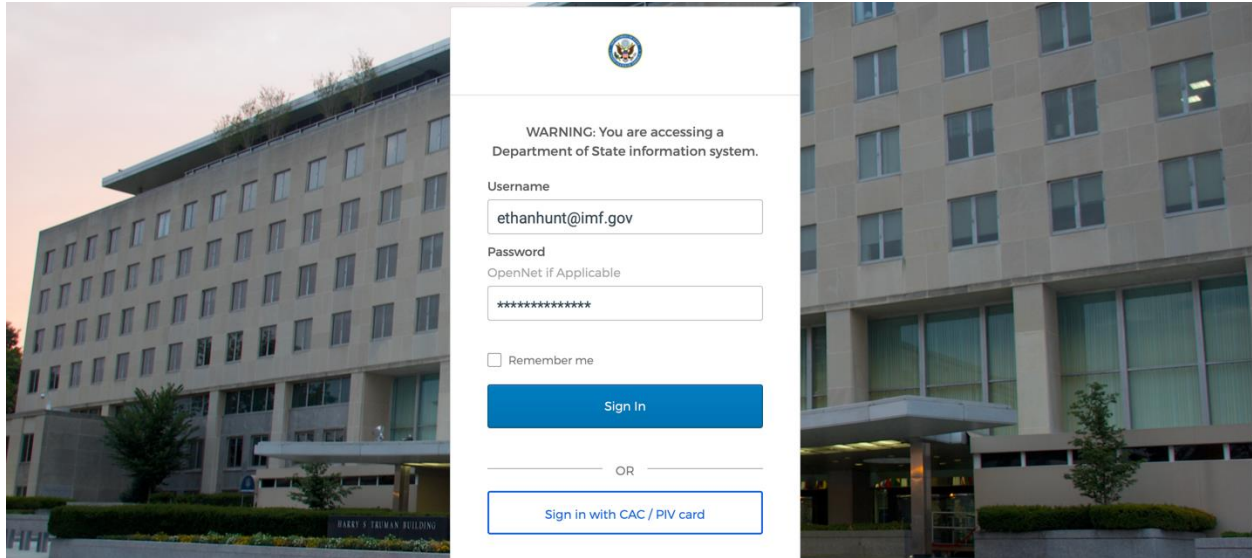 WARNING: You are accessing a
Department of State information system.
Username
ethanhunt@imf.gov
Password
OpenNet if Applicable
**************
Remember me
Sign In
OR
Sign in with CAC / PIV card
HARRY S TRUMAN BUILDING